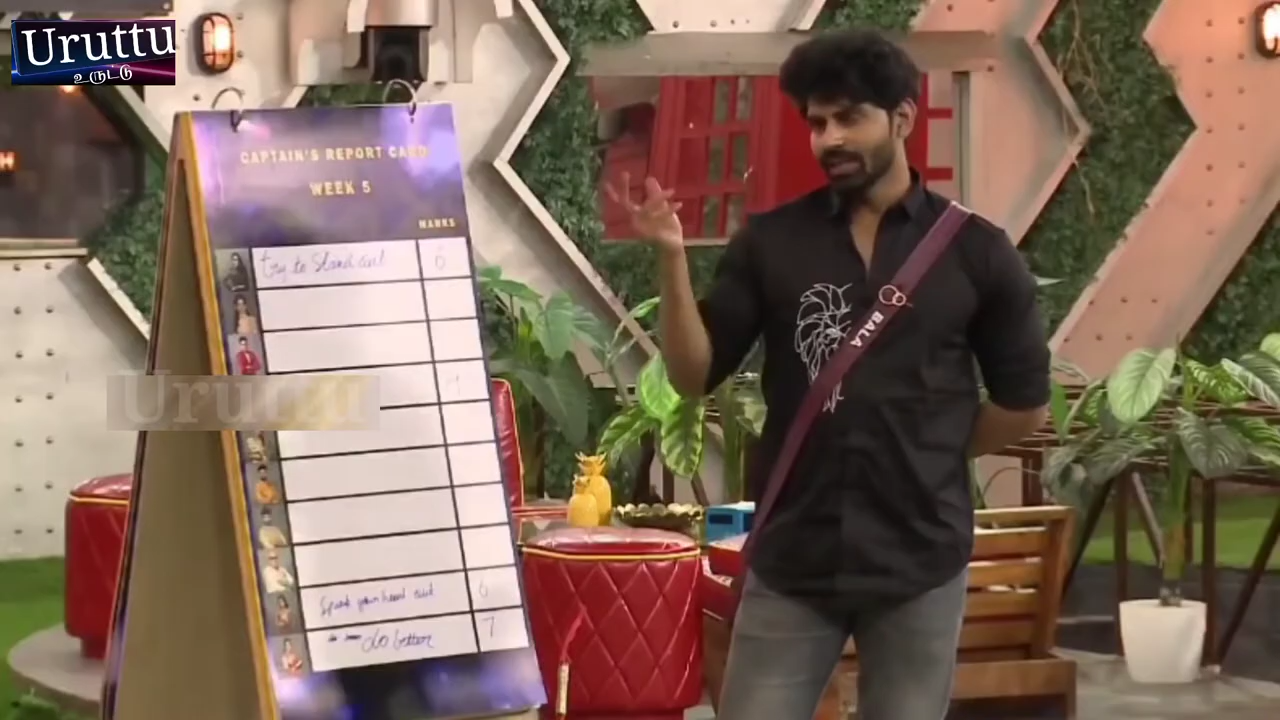 Uruttu
உருட்டு
CAPTAIN'S REPORT CARD
WEEK 5
MARKS
try to Stand out 6
Uruttu
Speak your heart out 6
do better 7
BALA